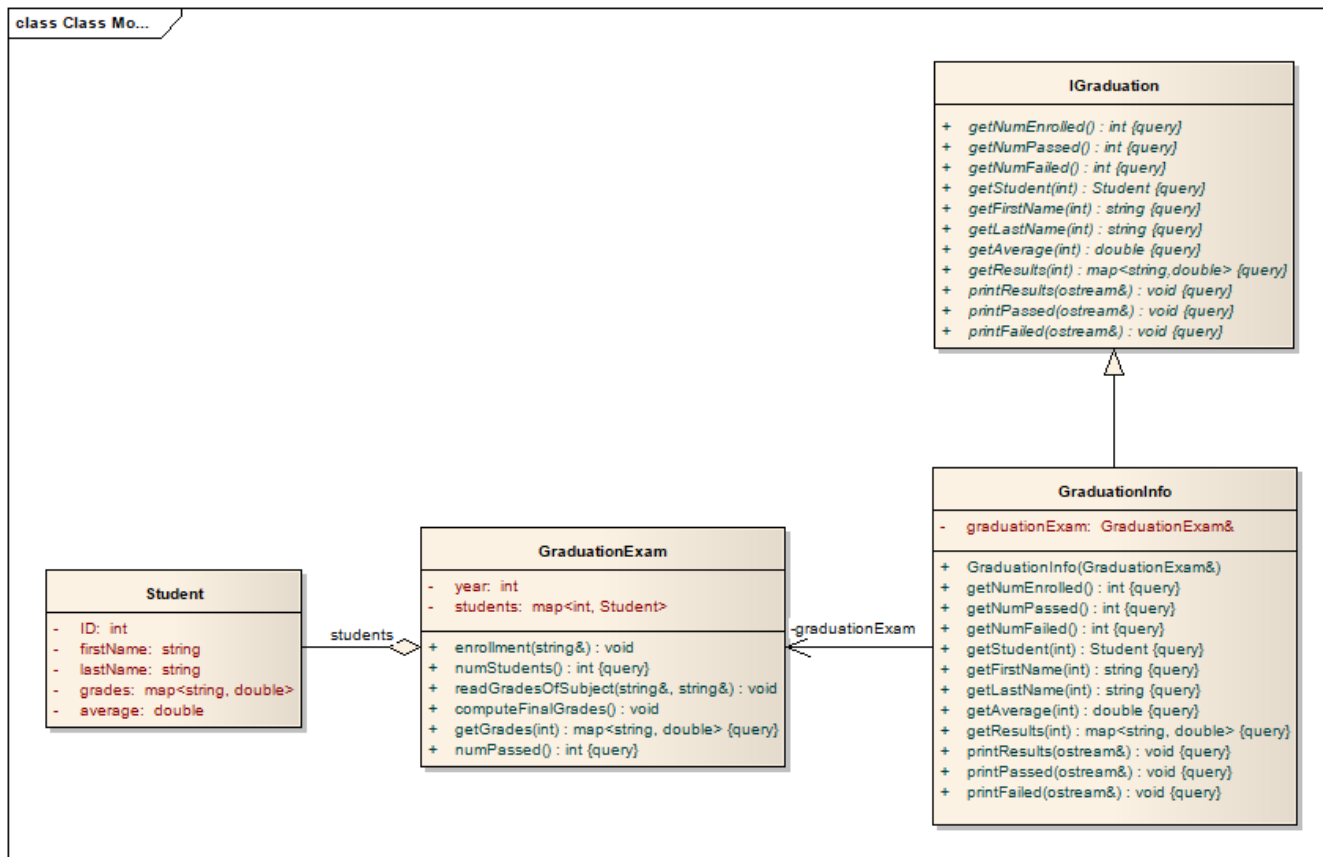 class Class Mo...
IGraduation
+ getNumEnrolled() : int {query}
+ getNumPassed() : int {query}
+ getNumFailed() : int {query}
+ getStudent(int) : Student {query}
+ getFirstName(int) : string {query}
+ getLastName(int) : string {query}
+ getAverage(int) : double {query}
+ getResults(int) : map<string,double> {query}
+ printResults(ostream&) : void {query}
+ printPassed(ostream&) : void {query}
+ printFailed(ostream&) : void {query}
Student
- ID: int
- firstName: string
- lastName: string
- grades: map<string, double>
- average: double
students
GraduationExam
- year: int
- students: map<int, Student>
+ enrollment(string&) : void
+ numStudents() : int {query}
+ readGradesOfSubject(string&, string&) : void
+ computeFinalGrades() : void
+ getGrades(int) : map<string, double> {query}
+ numPassed() : int {query}
-graduationExam
GraduationInfo
- graduationExam: GraduationExam&
+ GraduationInfo(GraduationExam&)
+ getNumEnrolled() : int {query}
+ getNumPassed() : int {query}
+ getNumFailed() : int {query}
+ getStudent(int) : Student {query}
+ getFirstName(int) : string {query}
+ getLastName(int) : string {query}
+ getAverage(int) : double {query}
+ getResults(int) : map<string, double> {query}
+ printResults(ostream&) : void {query}
+ printPassed(ostream&) : void {query}
+ printFailed(ostream&) : void {query}